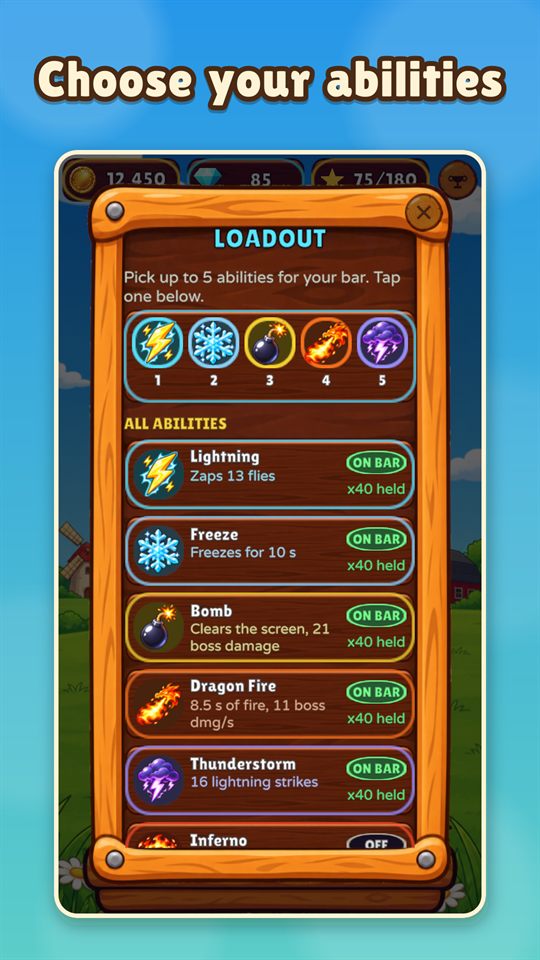 Choose your abilities
12 450
85
75/180
LOADOUT
Pick up to 5 abilities for your bar. Tap
one below.
1 2 3 4 5
ALL ABILITIES
Lightning
Zaps 13 flies
ON BAR
x40 held
Freeze
Freezes for 10 s
ON BAR
x40 held
Bomb
Clears the screen, 21
boss damage
ON BAR
x40 held
Dragon Fire
8.5 s of fire, 11 boss
dmg/s
ON BAR
x40 held
Thunderstorm
16 lightning strikes
ON BAR
x40 held
Inferno
OFF